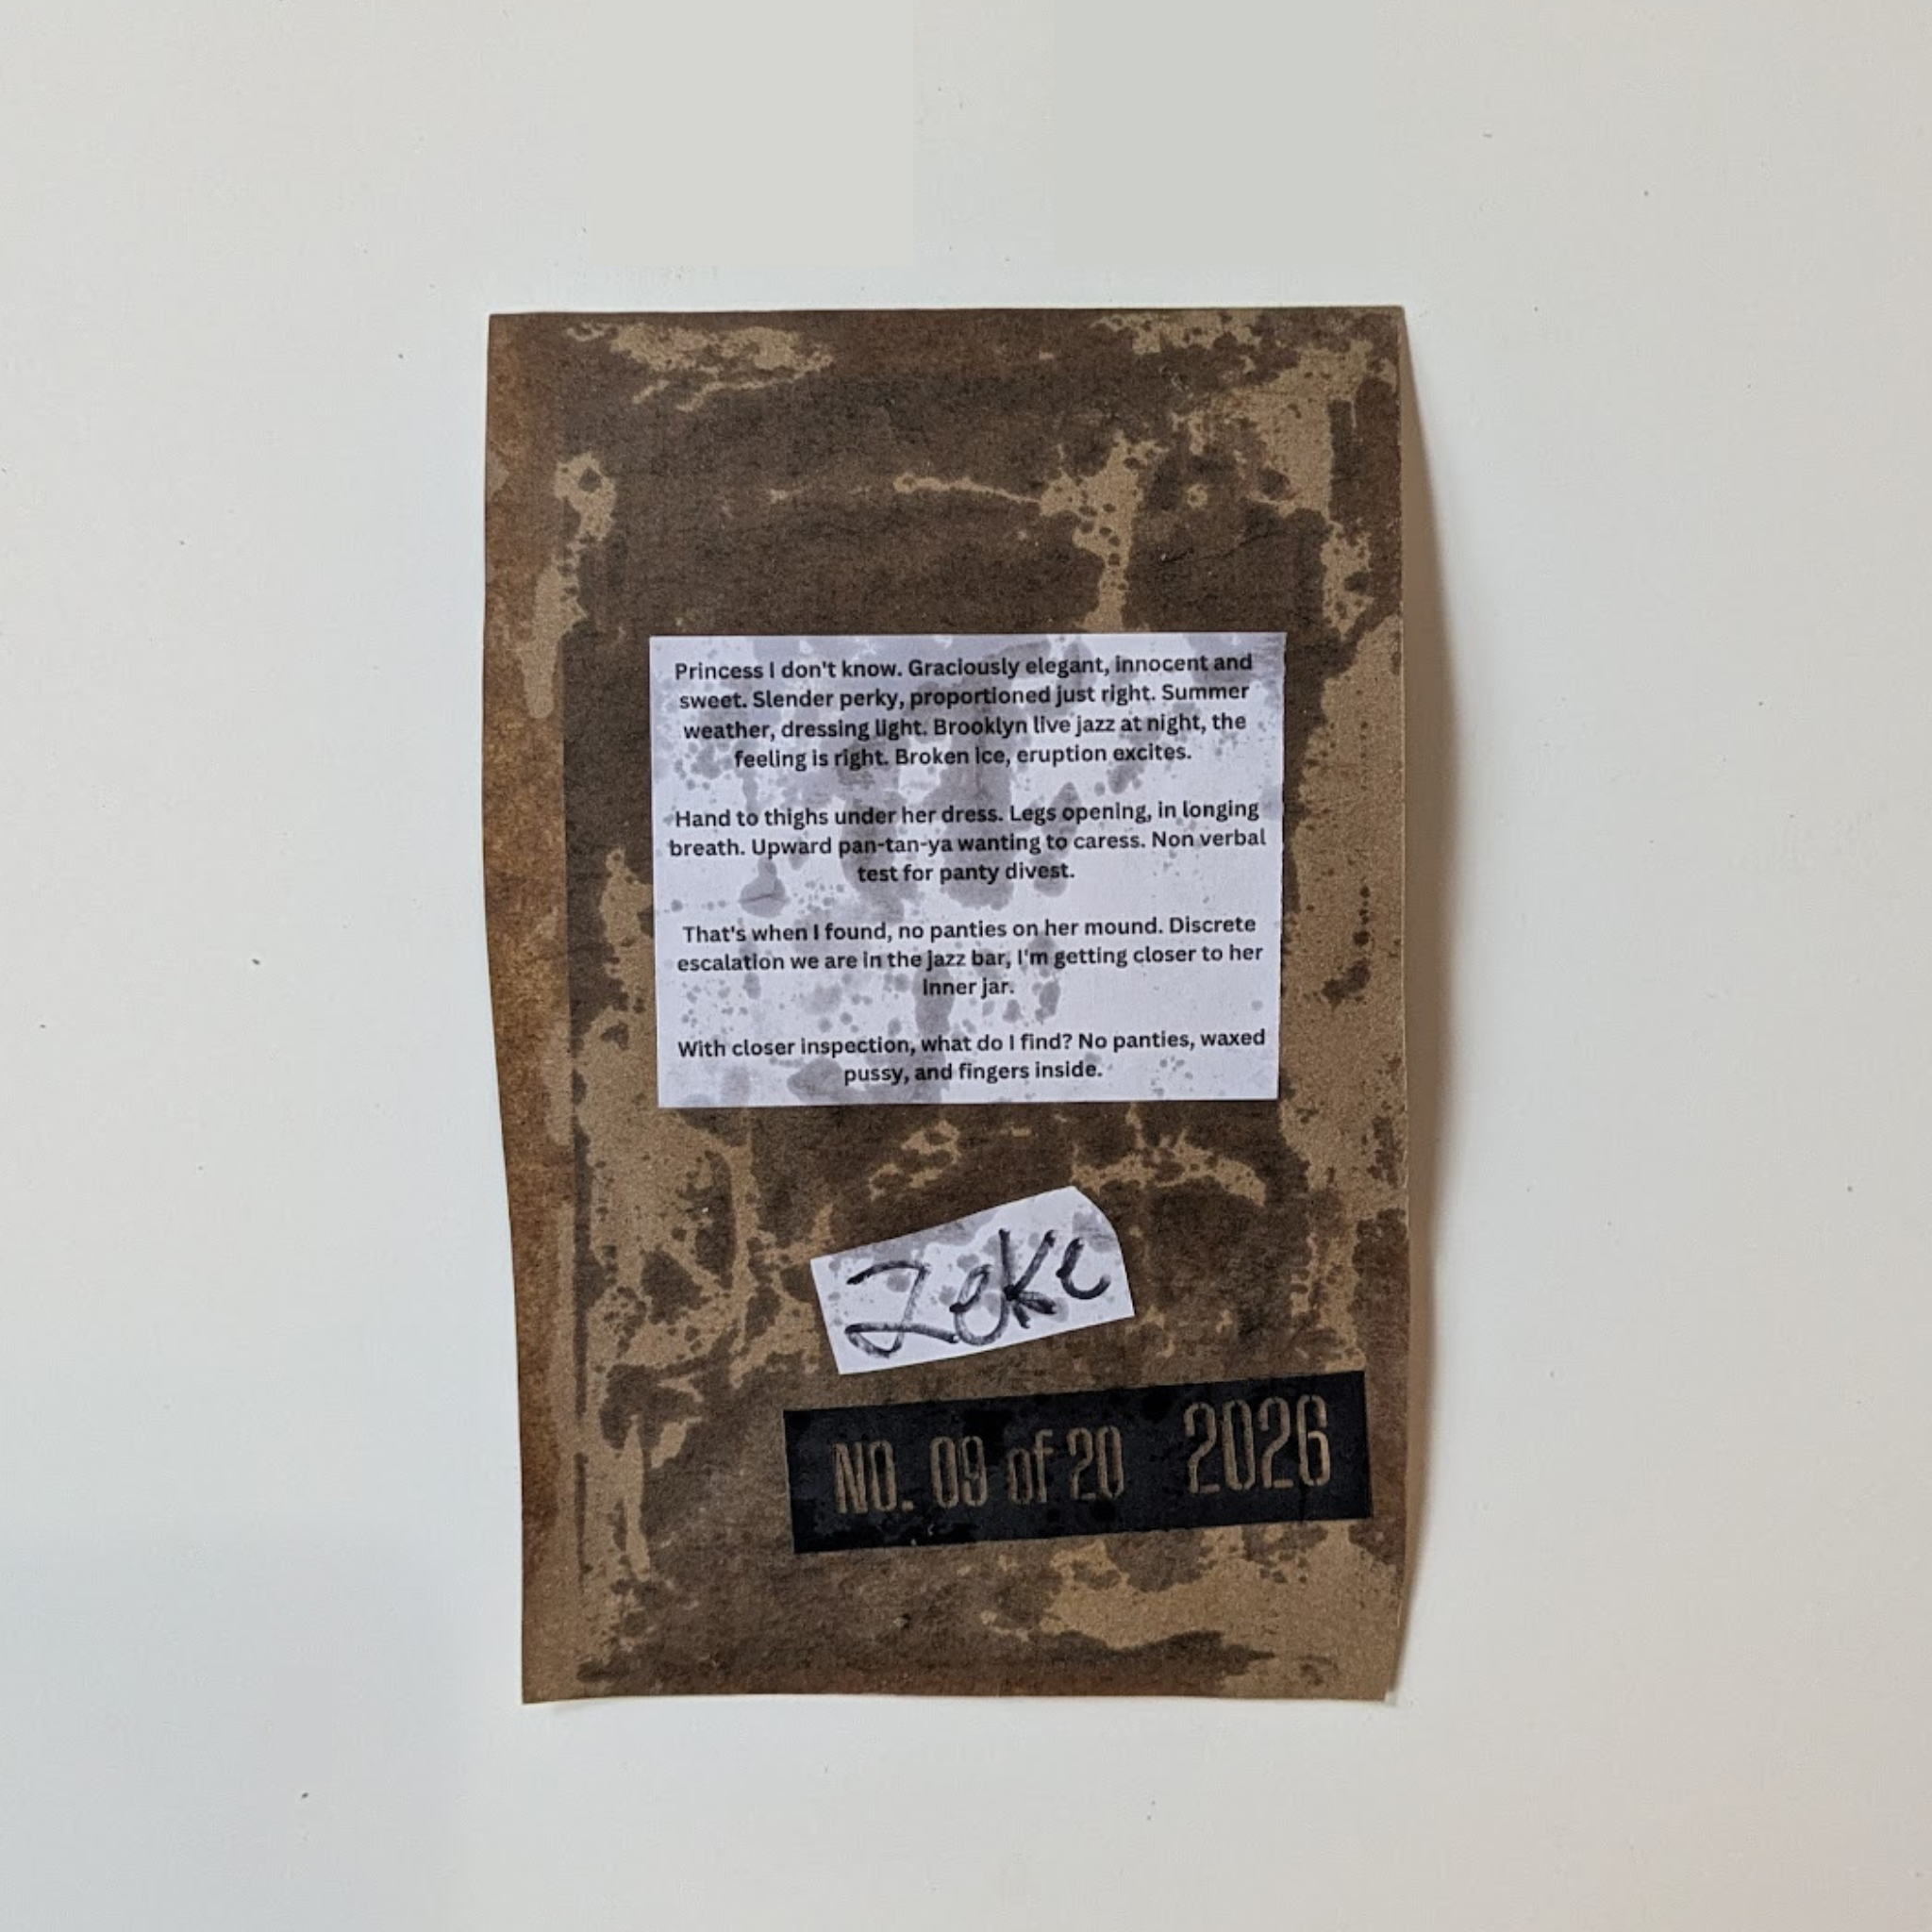 Princess I don't know. Graciously elegant, innocent and
sweet. Slender perky, proportioned just right. Summer
weather, dressing light. Brooklyn live jazz at night, the
feeling is right. Broken ice, eruption excites.
Hand to thighs under her dress. Legs opening, in longing
breath. Upward pan-tan-ya wanting to caress. Non verbal
test for panty divest.
That's when I found, no panties on her mound. Discrete
escalation we are in the jazz bar, I'm getting closer to her
inner jar.
With closer inspection, what do I find? No panties, waxed
pussy, and fingers inside.
Zeke
NO. 09 of 20 2026